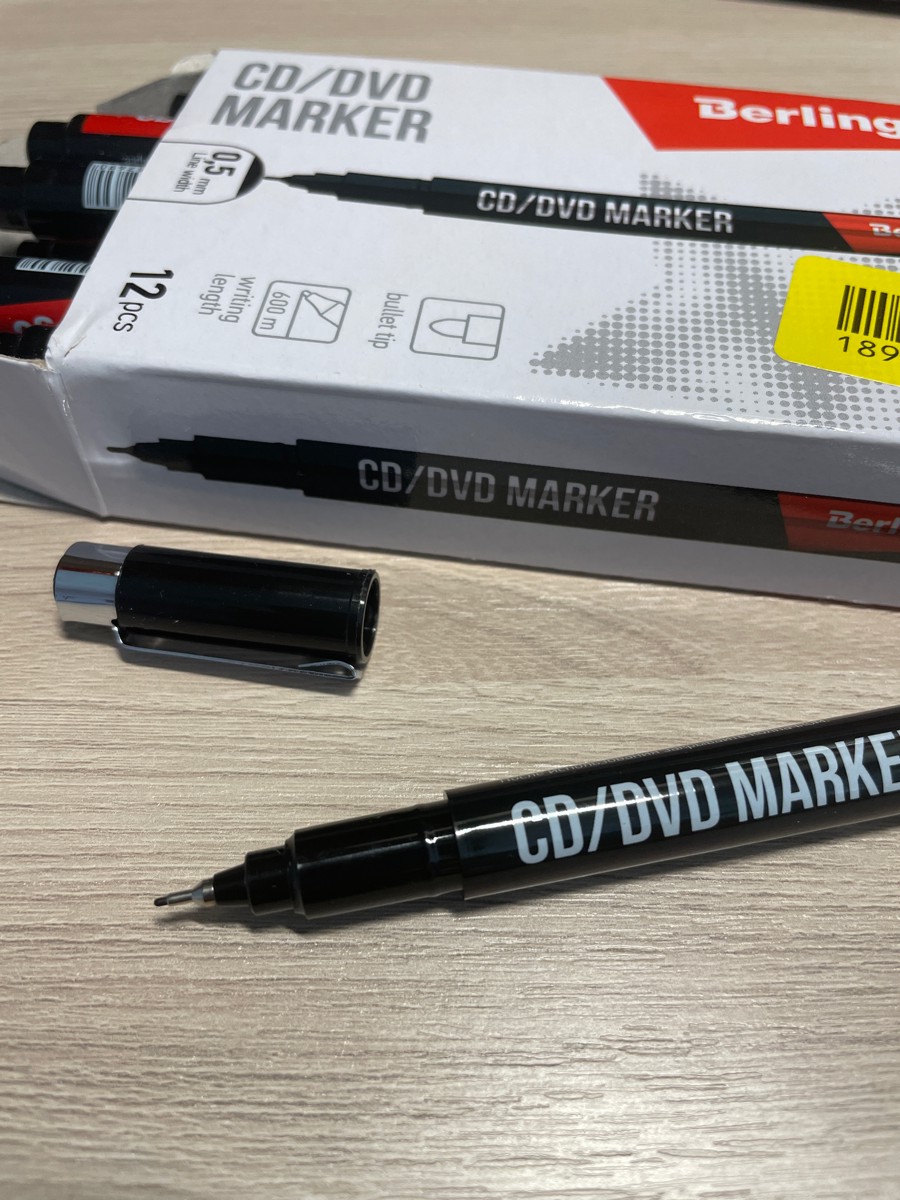 CD/DVD
MARKER
Berling
0,5 mm
Line width
CD/DVD MARKER
12 pcs
600 m
writing
length
bullet tip
189
CD/DVD MARKER
Berl
CD/DVD MARKE